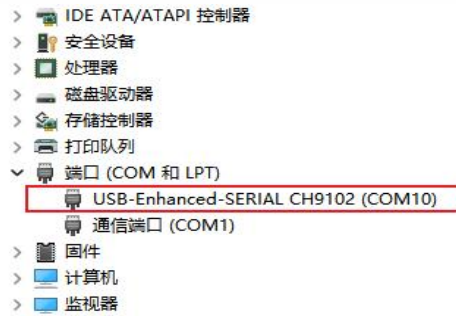 IDE ATA/ATAPI 控制器
安全设备
处理器
磁盘驱动器
存储控制器
打印队列
端口 (COM 和 LPT)
USB-Enhanced-SERIAL CH9102 (COM10)
通信端口 (COM1)
固件
计算机
监视器